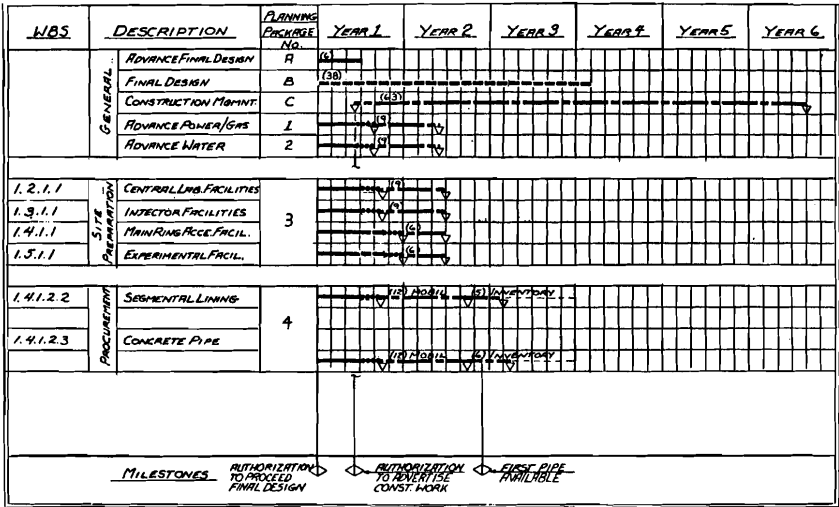 WBS DESCRIPTION PLANNING PACKAGE NO. YEAR 1 YEAR 2 YEAR 3 YEAR 4 YEAR 5 YEAR 6
GENERAL
ADVANCE FINAL DESIGN A (6)
FINAL DESIGN B (38)
CONSTRUCTION MGMNT. C (63)
ADVANCE POWER/GAS 1 (9)
ADVANCE WATER 2 (9)
SITE PREPARATION
1.2.1.1 CENTRAL LAB. FACILITIES (9)
1.3.1.1 INJECTOR FACILITIES (9)
3
1.4.1.1 MAIN RING ACCE. FACIL. (6)
1.5.1.1 EXPERIMENTAL FACIL. (6)
PROCUREMENT
1.4.1.2.2 SEGMENTAL LINING (12) MOBIL (5) INVENTORY
4
1.4.1.2.3 CONCRETE PIPE
(12) MOBIL (6) INVENTORY
MILESTONES
AUTHORIZATION TO PROCEED FINAL DESIGN
AUTHORIZATION TO ADVERTISE CONST. WORK
FIRST PIPE AVAILABLE